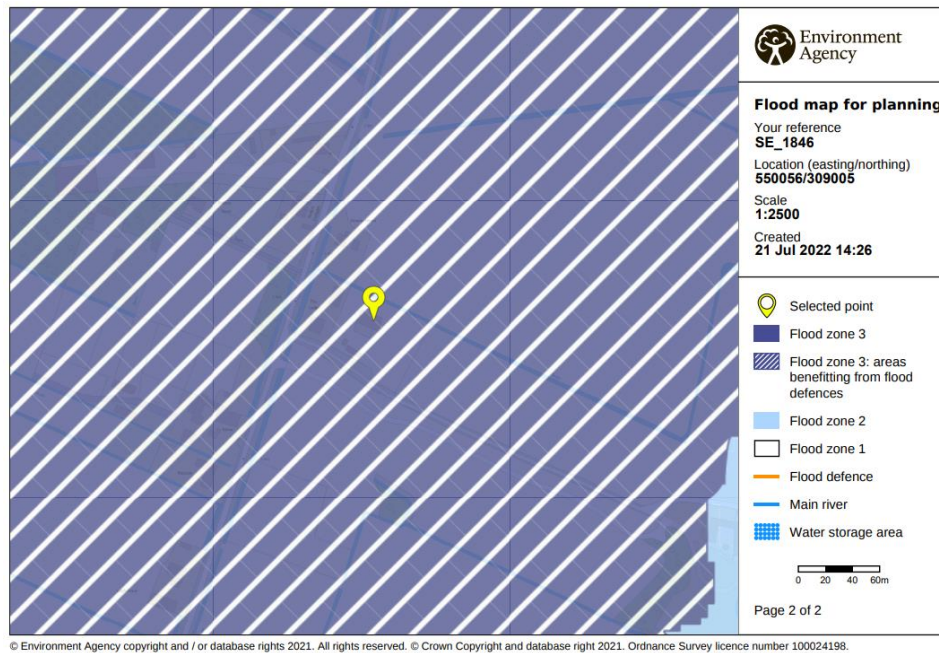 Environment
Agency
Flood map for planning
Your reference
SE_1846
Location (easting/northing)
550056/309005
Scale
1:2500
Created
21 Jul 2022 14:26
Selected point
Flood zone 3
Flood zone 3: areas
benefitting from flood
defences
Flood zone 2
Flood zone 1
Flood defence
Main river
Water storage area
0 20 40 60m
Page 2 of 2
© Environment Agency copyright and / or database rights 2021. All rights reserved. © Crown Copyright and database right 2021. Ordnance Survey licence number 100024198.